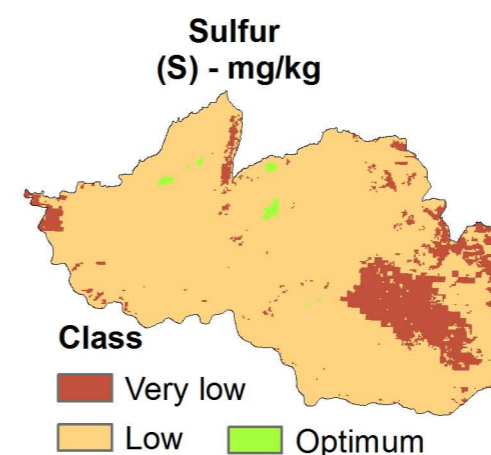 Sulfur
(S) - mg/kg
Class
Very low
Low
Optimum